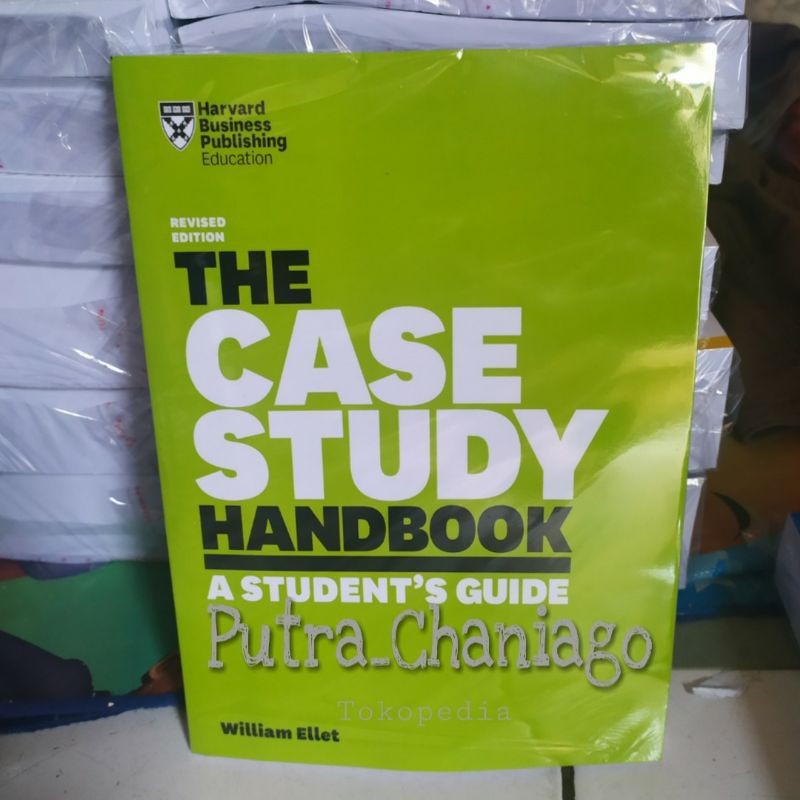 Harvard
Business
Publishing
Education
REVISED
EDITION
THE
CASE
STUDY
HANDBOOK
A STUDENT'S GUIDE
Putra_Chaniago
Tokopedia
William Ellet